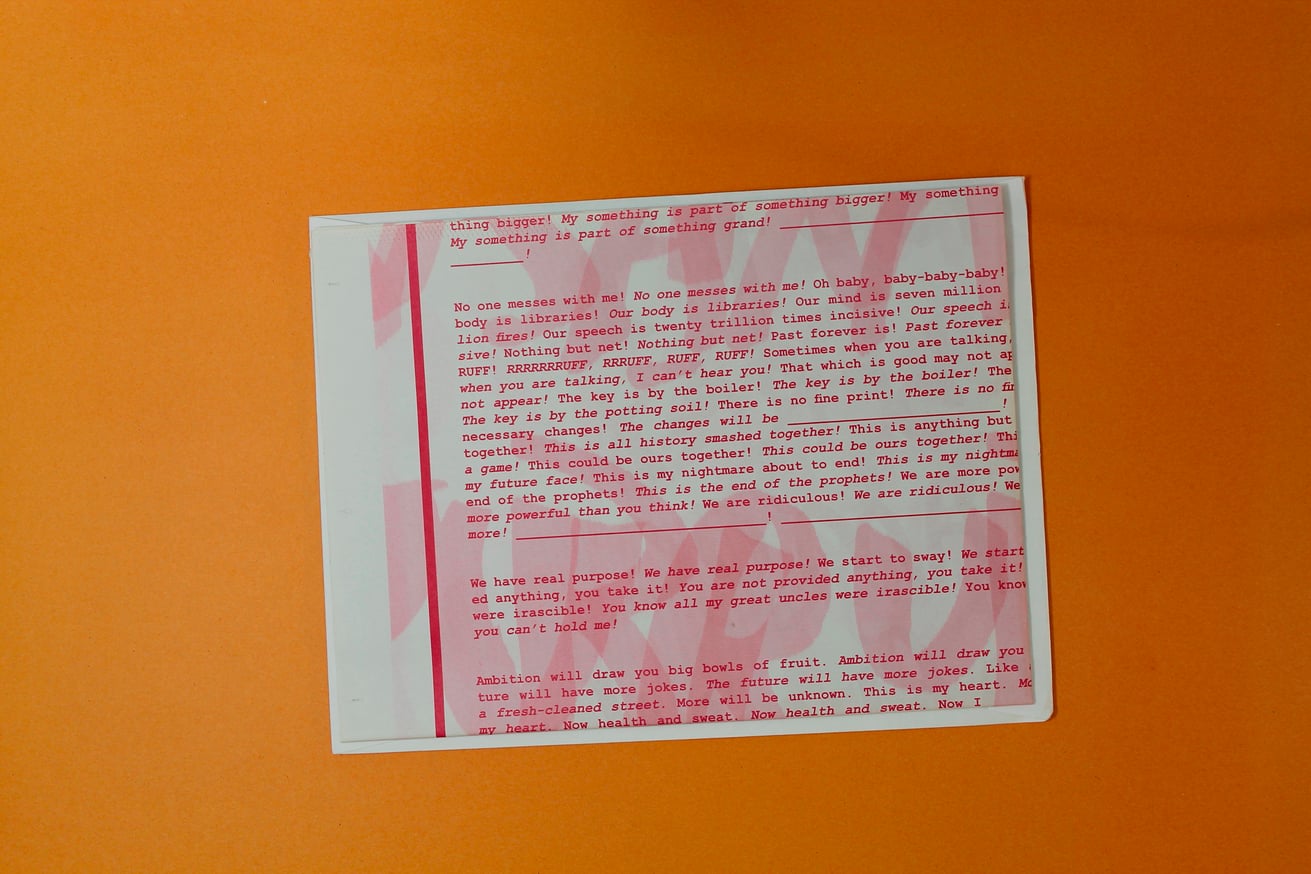 thing bigger! My something is part of something bigger! My something
My something is part of something grand! ____________________
________!
No one messes with me! No one messes with me! Oh baby, baby-baby-baby!
body is libraries! Our body is libraries! Our mind is seven million
lion fires! Our speech is twenty trillion times incisive! Our speech
sive! Nothing but net! Nothing but net! Past forever is! Past forever
RUFF! RRRRRRRUFF, RRRUFF, RUFF, RUFF! Sometimes when you are talking,
when you are talking, I can't hear you! That which is good may not
not appear! The key is by the boiler! The key is by the boiler! The
The key is by the potting soil! There is no fine print! There is no
necessary changes! The changes will be ____________________!
together! This is all history smashed together! This is anything but
a game! This could be ours together! This could be ours together!
my future face! This is my nightmare about to end! This is my
end of the prophets! This is the end of the prophets! We are more
more powerful than you think! We are ridiculous! We are ridiculous! We
more! ____________________! ____________________
We have real purpose! We have real purpose! We start to sway! We start
ed anything, you take it! You are not provided anything, you take it!
were irascible! You know all my great uncles were irascible! You
you can't hold me!
Ambition will draw you big bowls of fruit. Ambition will draw you
ture will have more jokes. The future will have more jokes. Like
a fresh-cleaned street. More will be unknown. This is my heart.
my heart. Now health and sweat. Now health and sweat. Now I